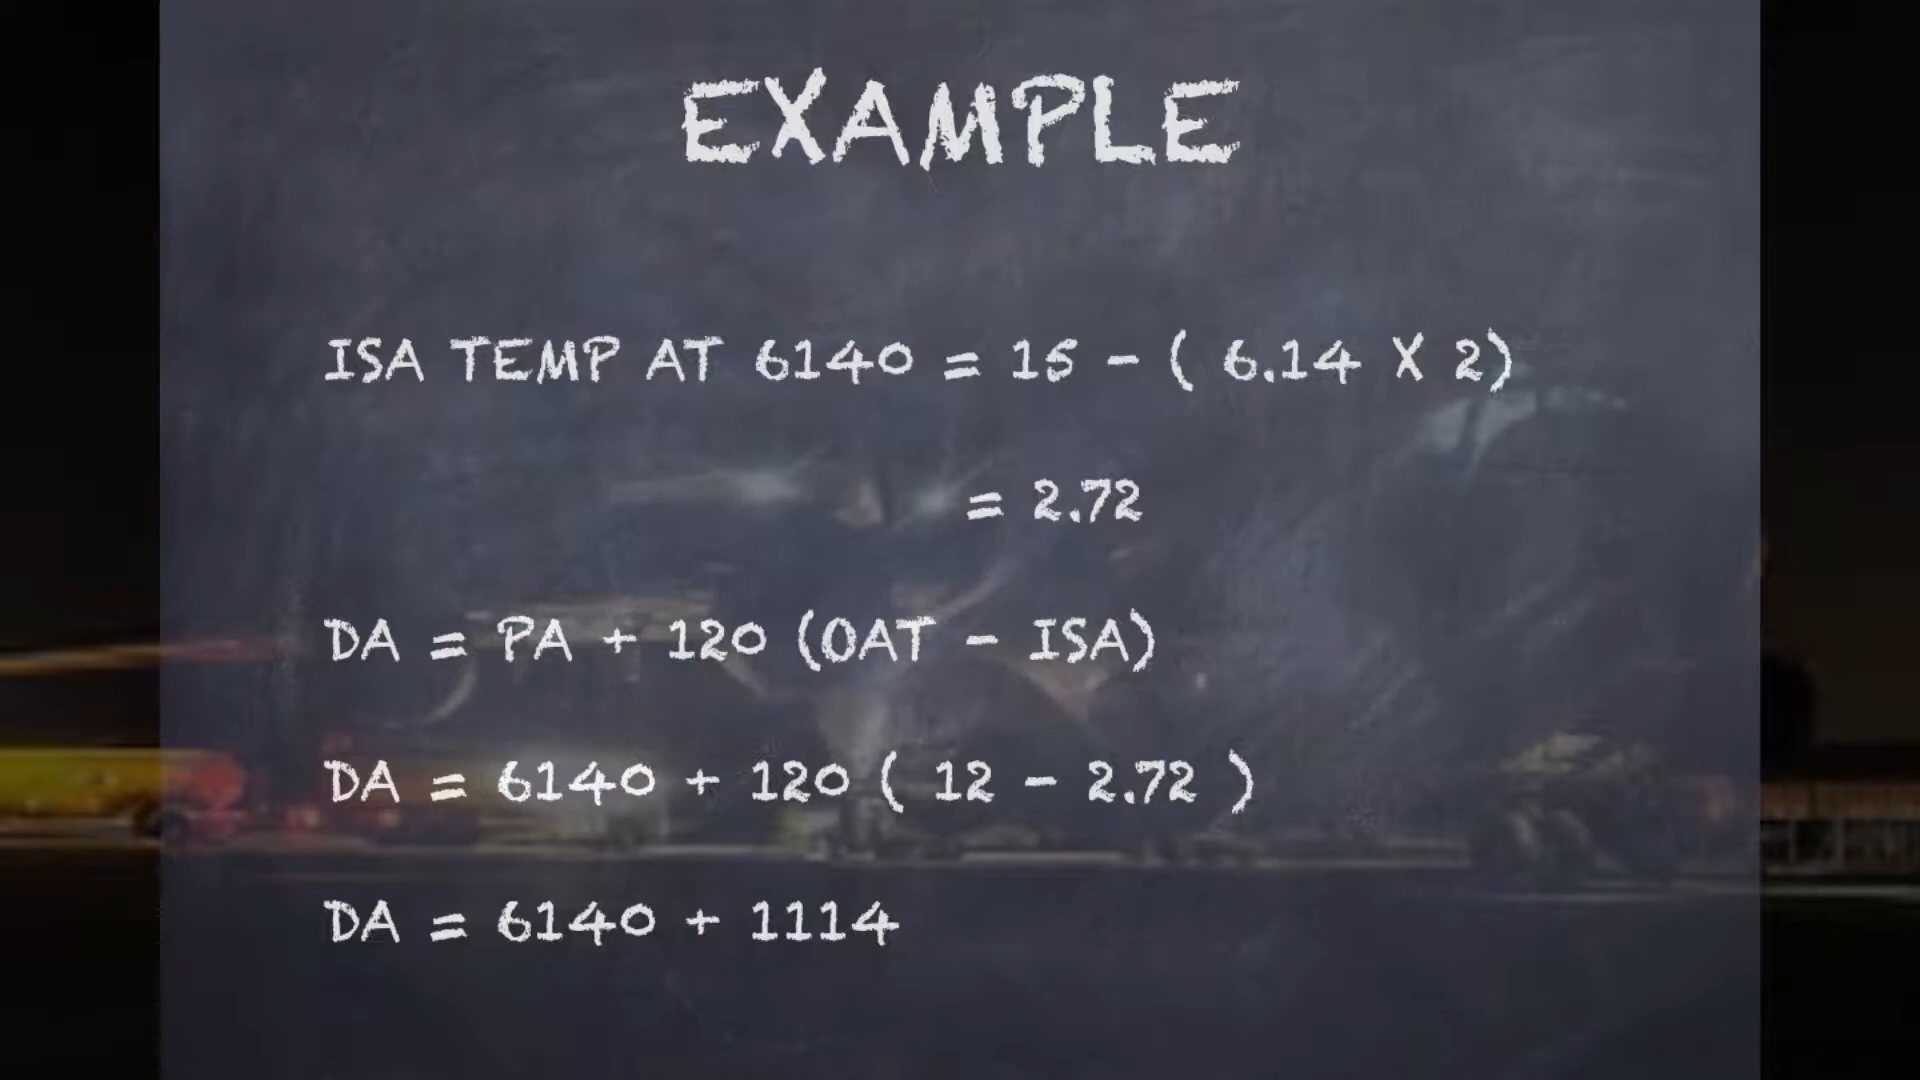 EXAMPLE
ISA TEMP AT 6140 = 15 - ( 6.14 X 2)
= 2.72
DA = PA + 120 (OAT - ISA)
DA = 6140 + 120 ( 12 - 2.72 )
DA = 6140 + 1114